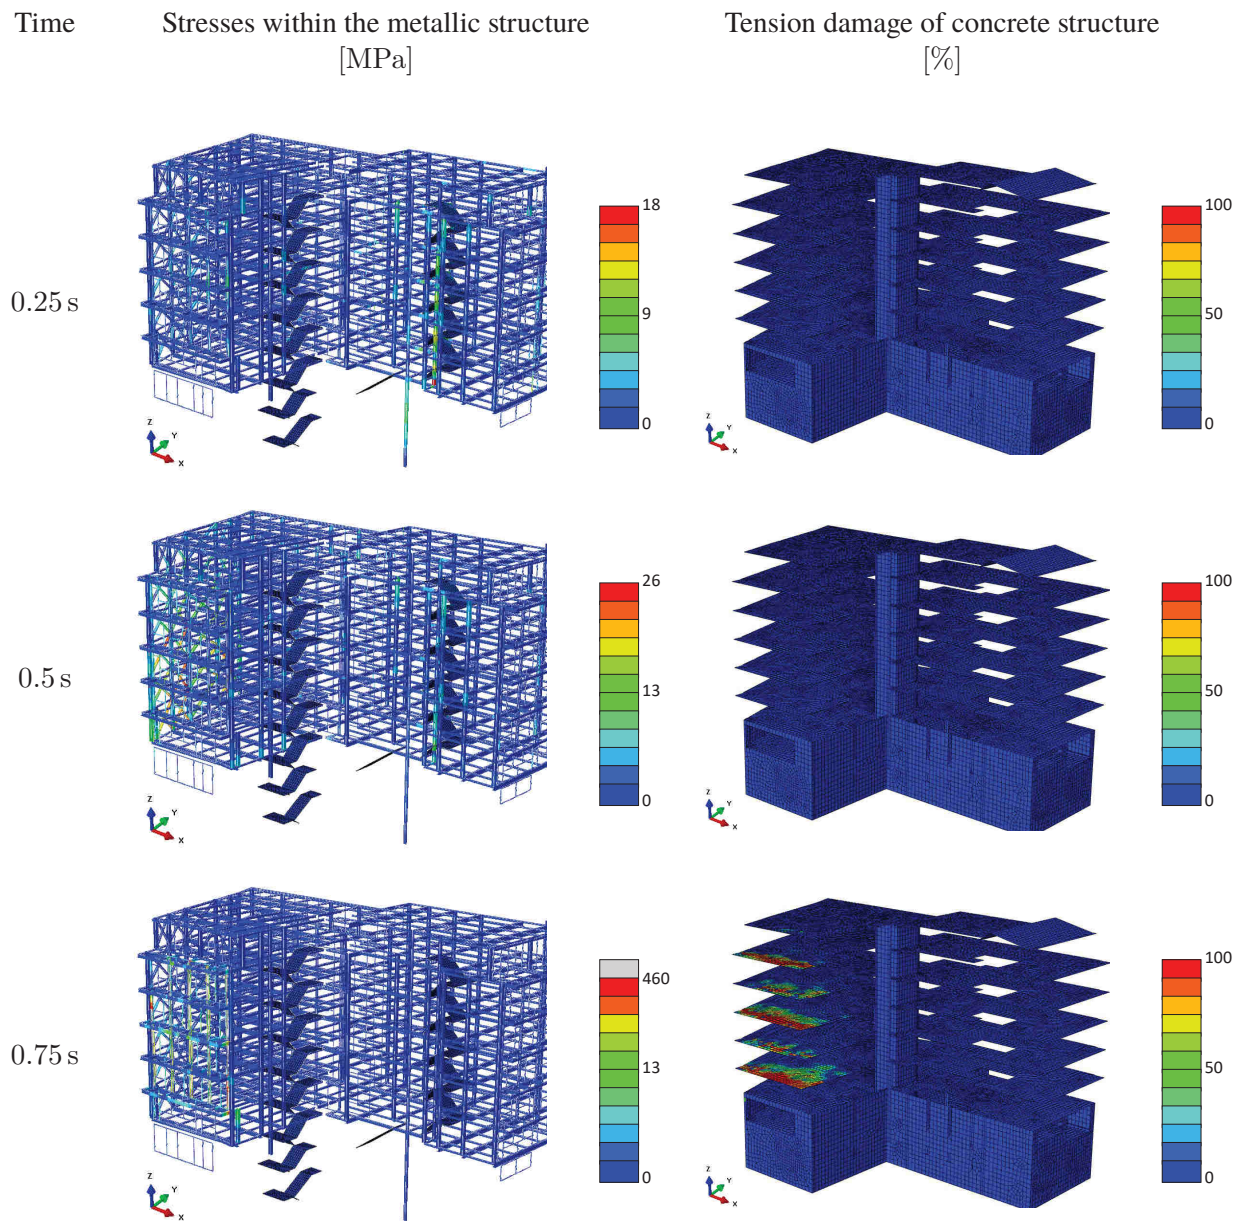 Time Stresses within the metallic structure Tension damage of concrete structure
[MPa] [%]
0.25 s
18
9
0
100
50
0
Z Y X
Z Y X
0.5 s
26
13
0
100
50
0
Z Y X
Z Y X
0.75 s
460
13
0
100
50
0
Z Y X
Z Y X